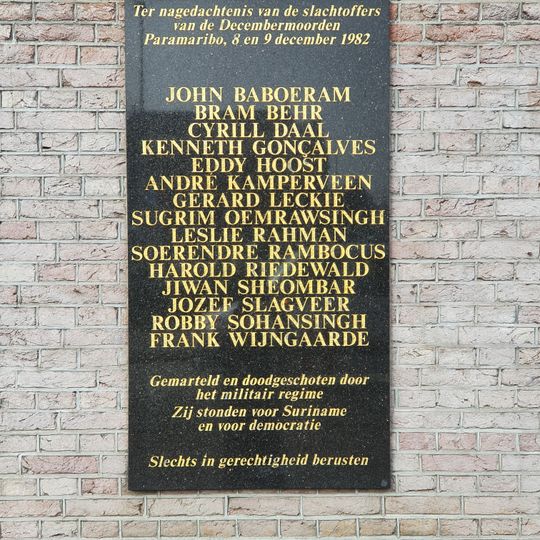 Ter nagedachtenis van de slachtoffers
van de Decembermoorden
Paramaribo, 8 en 9 december 1982
JOHN BABOERAM
BRAM BEHR
CYRILL DAAL
KENNETH GONÇALVES
EDDY HOOST
ANDRÉ KAMPERVEEN
GERARD LECKIE
SUGRIM OEMRAWSINGH
LESLIE RAHMAN
SOERENDRE RAMBOCUS
HAROLD RIEDEWALD
JIWAN SHEOMBAR
JOZEF SLAGVEER
ROBBY SOHANSINGH
FRANK WIJNGAARDE
Gemarteld en doodgeschoten door
het militair regime
Zij stonden voor Suriname
en voor democratie
Slechts in gerechtigheid berusten